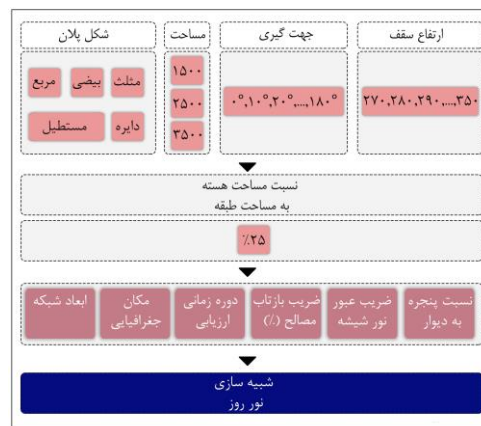 شکل پلان
مساحت
جهت گیری
ارتفاع سقف
مثلث
بیضی
مربع
دایره
مستطیل
۱۵۰۰
۲۵۰۰
۳۵۰۰
۰°,۱۰°,۲۰°,...,۱۸۰°
۲۷۰,۲۸۰,۲۹۰,...,۳۵۰
نسبت مساحت هسته
به مساحت طبقه
٪۲۵
نسبت پنجره
به دیوار
ضریب عبور
نور شیشه
ضریب بازتاب
مصالح (٪)
دوره زمانی
ارزیابی
مکان
جغرافیایی
ابعاد شبکه
شبیه سازی
نور روز